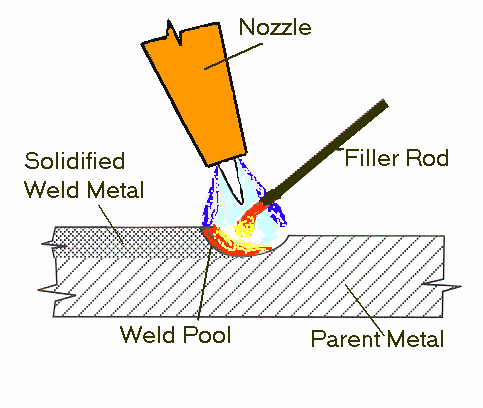 Nozzle
Filler Rod
Solidified
Weld Metal
Weld Pool
Parent Metal